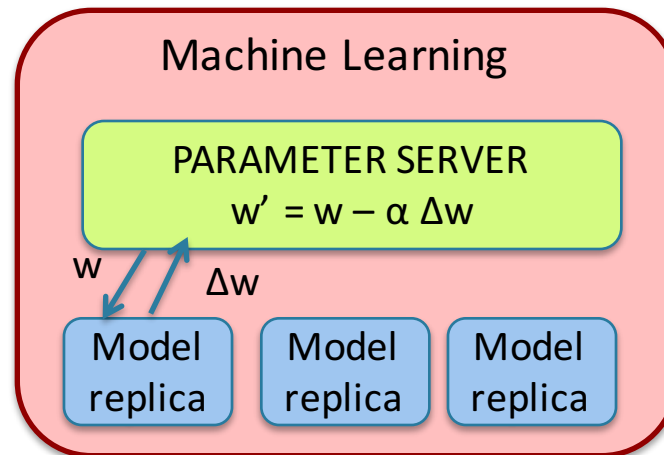 Machine Learning
PARAMETER SERVER
w’ = w – α Δw
w
Δw
Model
replica
Model
replica
Model
replica